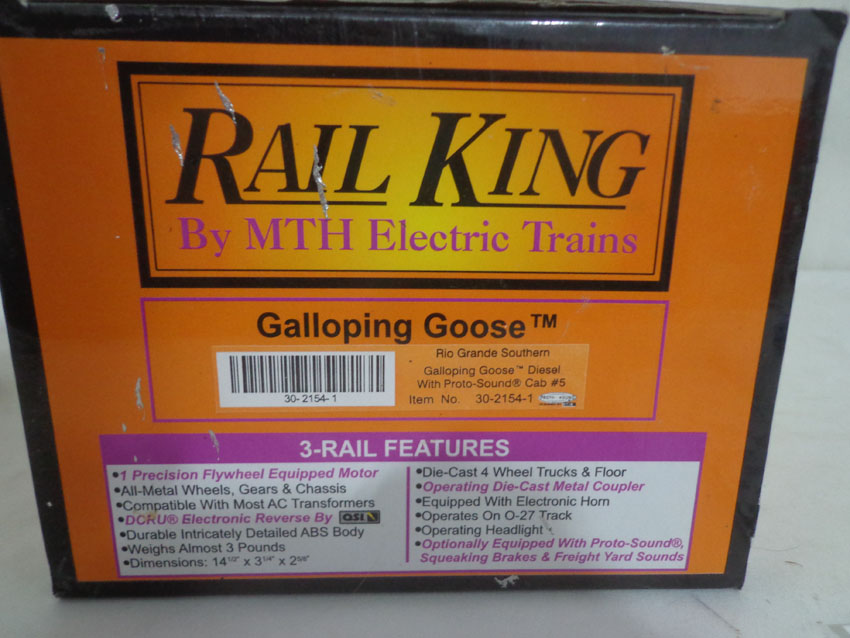 RAIL KING
By MTH Electric Trains
Galloping Goose™
30-2154-1
Rio Grande Southern
Galloping Goose™ Diesel
With Proto-Sound® Cab #5
Item No. 30-2154-1
3-RAIL FEATURES
•1 Precision Flywheel Equipped Motor
•All-Metal Wheels, Gears & Chassis
•Compatible With Most AC Transformers
•DCRU® Electronic Reverse By QSI
•Durable Intricately Detailed ABS Body
•Weighs Almost 3 Pounds
•Dimensions: 14 1/2" x 3 1/4" x 2 5/8"
•Die-Cast 4 Wheel Trucks & Floor
•Operating Die-Cast Metal Coupler
•Equipped With Electronic Horn
•Operates On O-27 Track
•Operating Headlight
•Optionally Equipped With Proto-Sound®,
Squeaking Brakes & Freight Yard Sounds